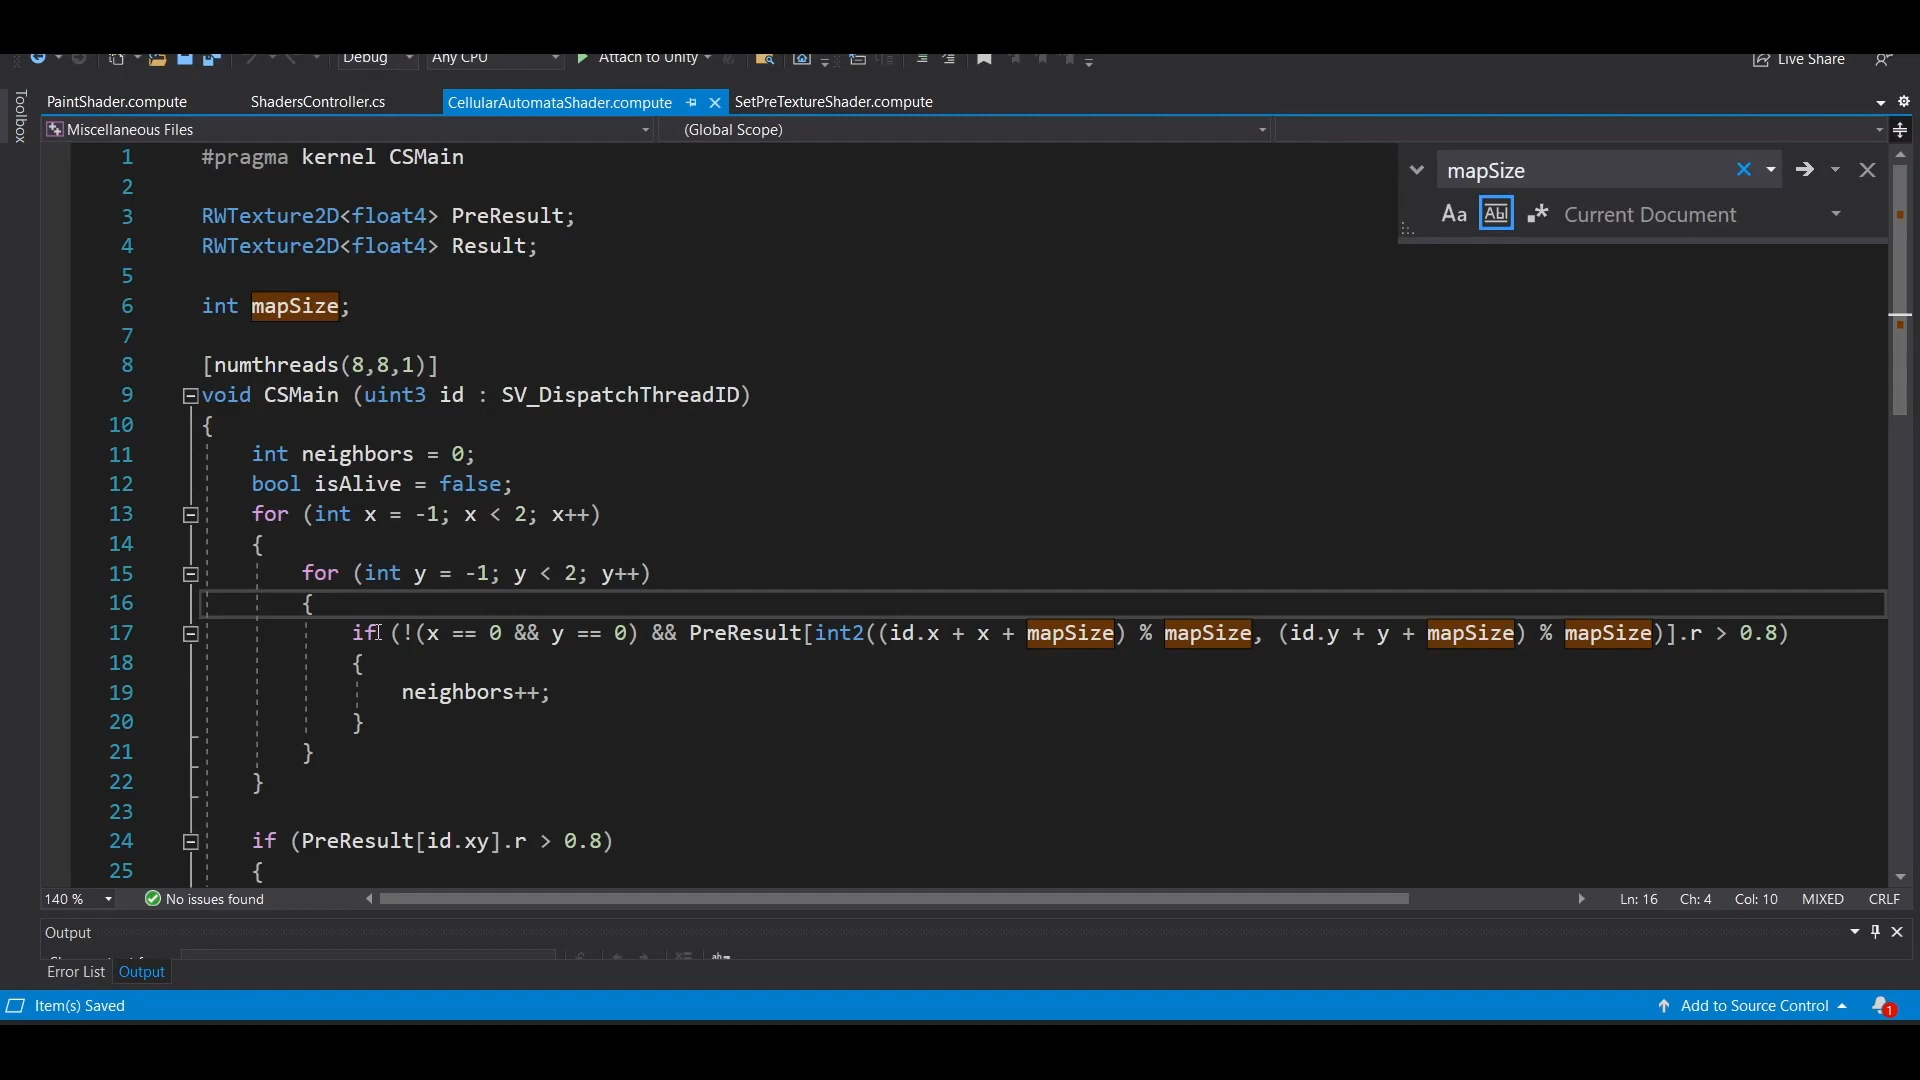 Debug Any CPU Attach to Unity Live Share
Toolbox
PaintShader.compute ShadersController.cs CellularAutomataShader.compute SetPreTextureShader.compute
Miscellaneous Files (Global Scope)
mapSize
Aa Abl .* Current Document
1 #pragma kernel CSMain
2
3 RWTexture2D<float4> PreResult;
4 RWTexture2D<float4> Result;
5
6 int mapSize;
7
8 [numthreads(8,8,1)]
9 void CSMain (uint3 id : SV_DispatchThreadID)
10 {
11 int neighbors = 0;
12 bool isAlive = false;
13 for (int x = -1; x < 2; x++)
14 {
15 for (int y = -1; y < 2; y++)
16 {
17 if (!(x == 0 && y == 0) && PreResult[int2((id.x + x + mapSize) % mapSize, (id.y + y + mapSize) % mapSize)].r > 0.8)
18 {
19 neighbors++;
20 }
21 }
22 }
23
24 if (PreResult[id.xy].r > 0.8)
25 {
140 % No issues found Ln: 16 Ch: 4 Col: 10 MIXED CRLF
Output
Error List Output
Item(s) Saved Add to Source Control 1